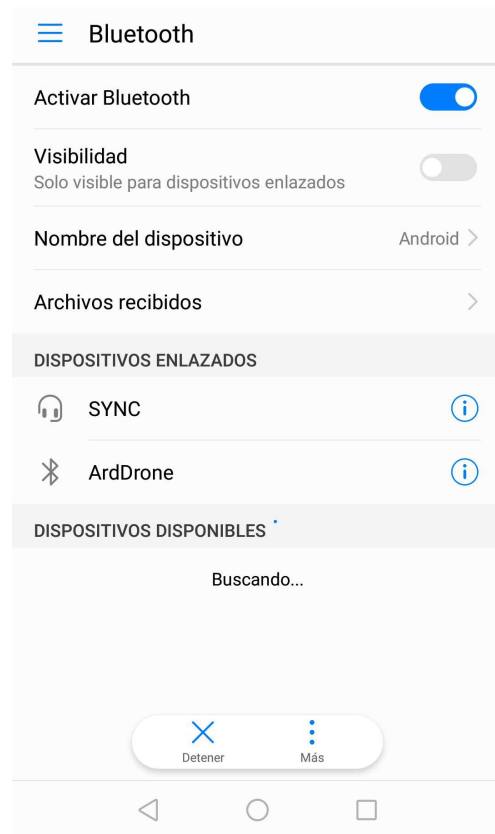 Bluetooth
Activar Bluetooth
Visibilidad
Solo visible para dispositivos enlazados
Nombre del dispositivo
Android
Archivos recibidos
DISPOSITIVOS ENLAZADOS
SYNC
ArdDrone
DISPOSITIVOS DISPONIBLES
Buscando...
Detener
Más